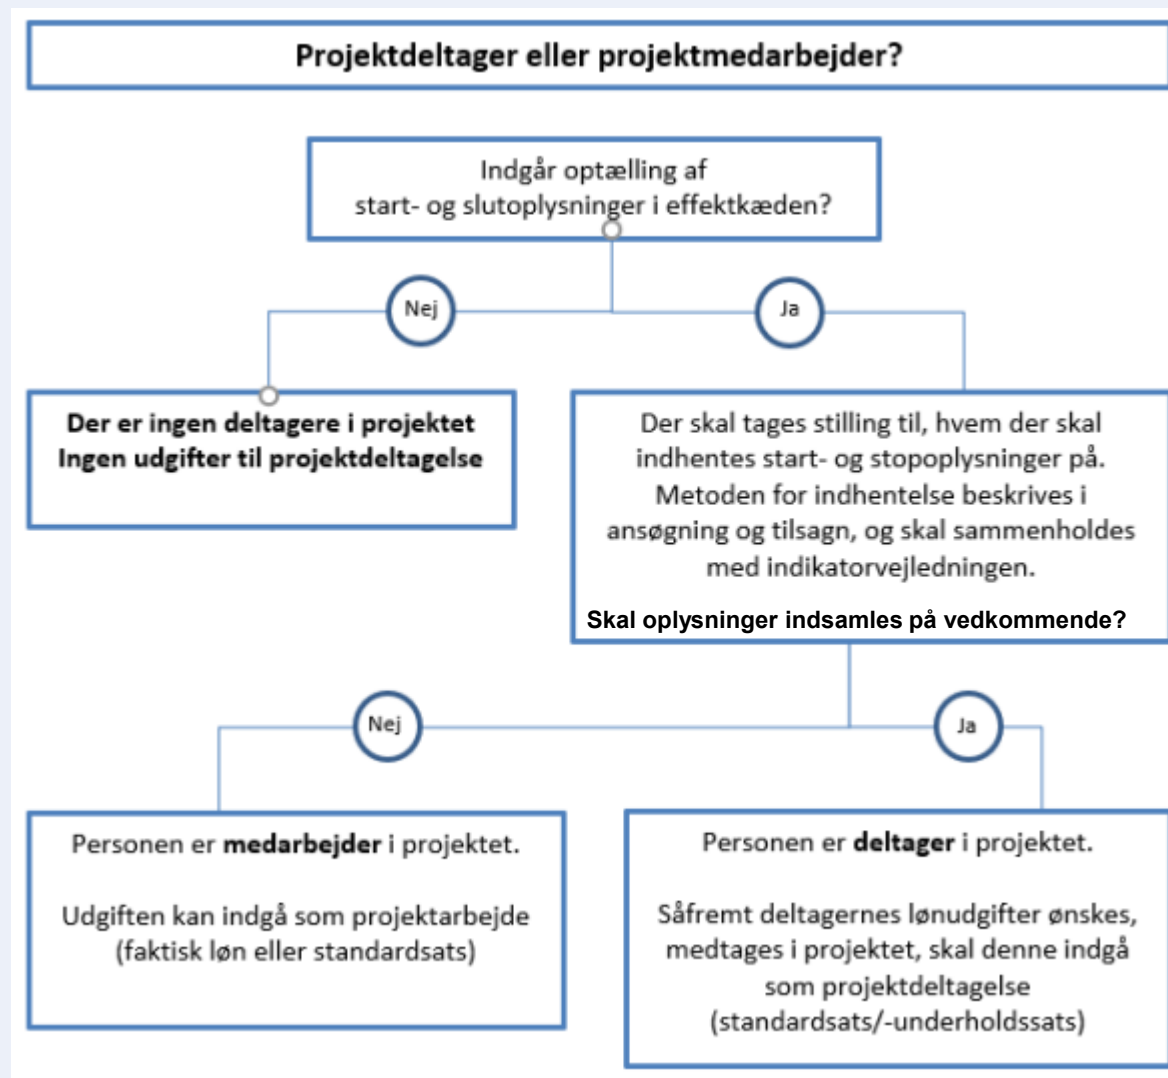 Projektdeltager eller projektmedarbejder?
Indgår optælling af
start- og slutoplysninger i effektkæden?
Nej
Ja
Der er ingen deltagere i projektet
Ingen udgifter til projektdeltagelse
Der skal tages stilling til, hvem der skal
indhentes start- og stopoplysninger på.
Metoden for indhentelse beskrives i
ansøgning og tilsagn, og skal sammenholdes
med indikatorvejledningen.
Skal oplysninger indsamles på vedkommende?
Nej
Ja
Personen er medarbejder i projektet.
Udgiften kan indgå som projektarbejde
(faktisk løn eller standardsats)
Personen er deltager i projektet.
Såfremt deltagernes lønudgifter ønskes,
medtages i projektet, skal denne indgå
som projektdeltagelse
(standardsats/-underholdssats)